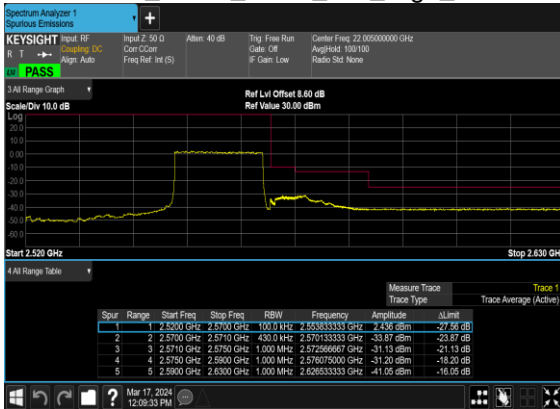 Spectrum Analyzer 1
Spurious Emissions
KEYSIGHT Input: RF Input Z: 50 Ω Atten: 40 dB Trig: Free Run Center Freq: 22.005000000 GHz
R T Coupling: DC Corr CCorr Gate: Off Avg|Hold: 100/100
Align: Auto Freq Ref: Int (S) IF Gain: Low Radio Std: None
PASS
3 All Range Graph Ref Lvl Offset 8.60 dB
Scale/Div 10.0 dB Ref Value 30.00 dBm
Log
20.0
10.0
0.00
-10.0
-20.0
-30.0
-40.0
-50.0
-60.0
Start 2.520 GHz Stop 2.630 GH
4 All Range Table
Measure Trace Trace 1
Trace Type Trace Average (Active)
Spur Range Start Freq Stop Freq RBW Frequency Amplitude ΔLimit
1 1 2.5200 GHz 2.5700 GHz 100.0 kHz 2.553833333 GHz 2.436 dBm -27.56 dB
2 2 2.5700 GHz 2.5710 GHz 430.0 kHz 2.570133333 GHz -33.87 dBm -23.87 dB
3 3 2.5710 GHz 2.5750 GHz 1.000 MHz 2.572566667 GHz -31.13 dBm -21.13 dB
4 4 2.5750 GHz 2.5900 GHz 1.000 MHz 2.576075000 GHz -31.20 dBm -18.20 dB
5 5 2.5900 GHz 2.6300 GHz 1.000 MHz 2.626533333 GHz -41.05 dBm -16.05 dB
Mar 17, 2024
12:09:33 PM